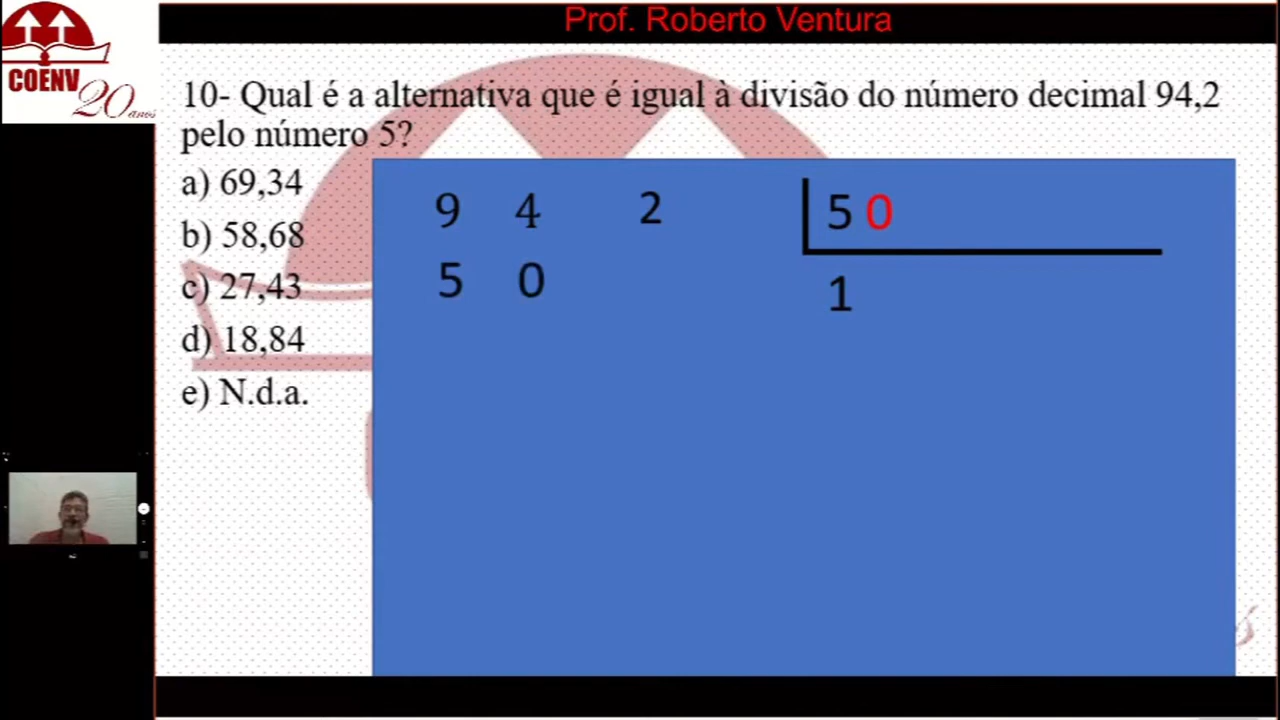 Prof. Roberto Ventura
COENV
20 anos
10- Qual é a alternativa que é igual à divisão do número decimal 94,2
pelo número 5?
a) 69,34
b) 58,68
c) 27,43
d) 18,84
e) N.d.a.
9 4 2 5 0
5 0 1